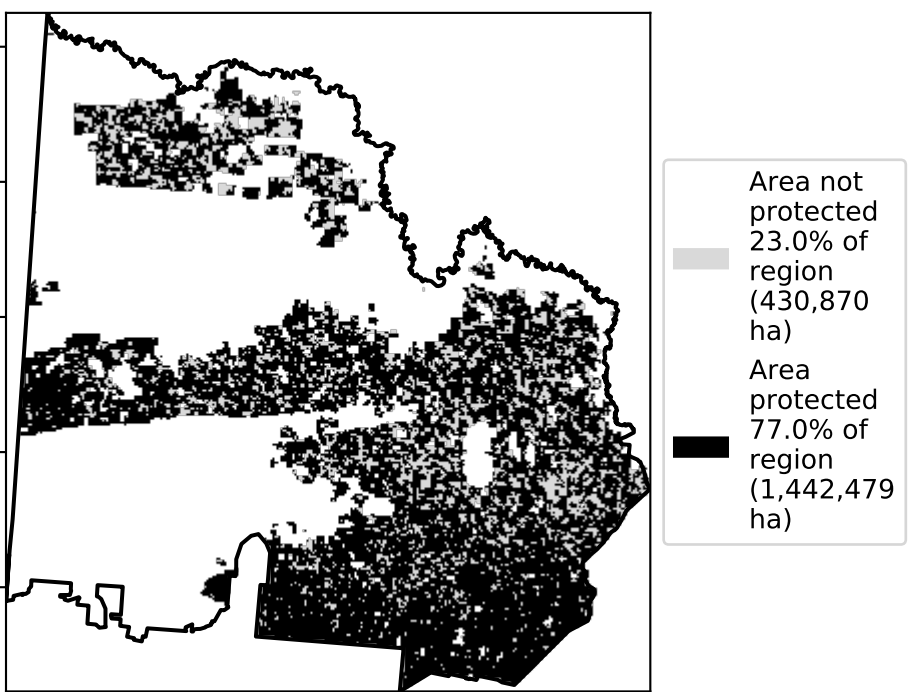 Area not
protected
23.0% of
region
(430,870
ha)
Area
protected
77.0% of
region
(1,442,479
ha)